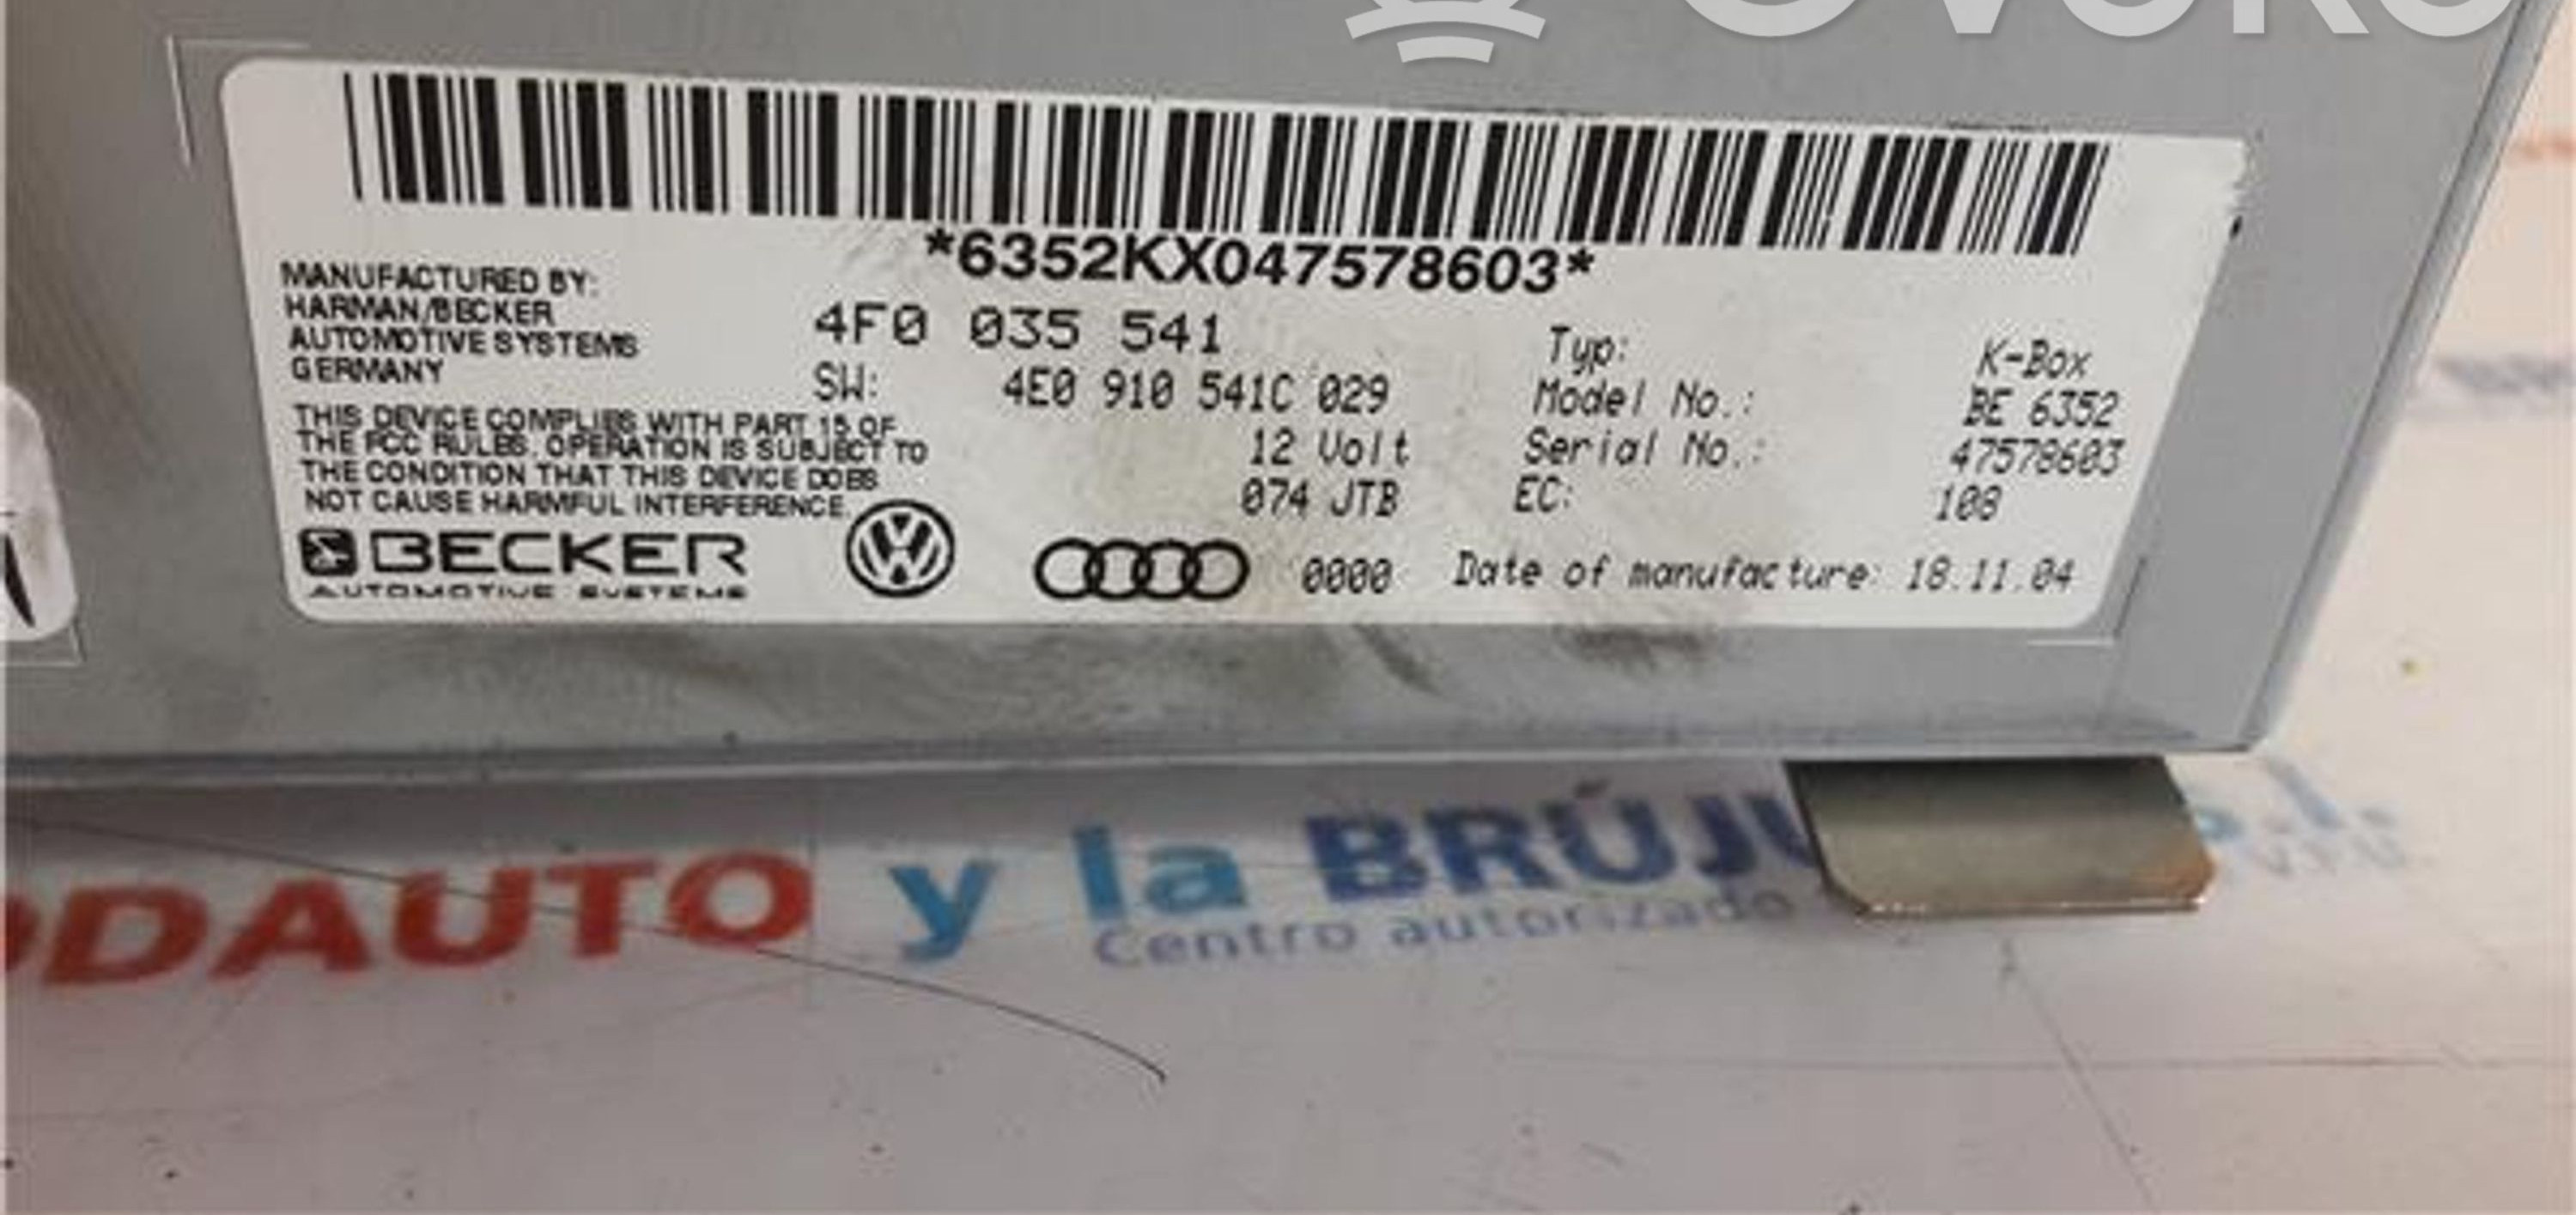 *6352KX047578603*
MANUFACTURED BY:
HARMAN/BECKER
AUTOMOTIVE SYSTEMS
GERMANY
THIS DEVICE COMPLIES WITH PART 15 OF
THE FCC RULES. OPERATION IS SUBJECT TO
THE CONDITION THAT THIS DEVICE DOES
NOT CAUSE HARMFUL INTERFERENCE.
BECKER
AUTOMOTIVE SYSTEMS
4F0 035 541
SW: 4E0 910 541C 029
12 Volt
074 JTB
0000
Typ: K-Box
Model No.: BE 6352
Serial No.: 47578603
EC: 108
Date of manufacture: 18.11.04
DAUTO y la BRÚJU
Centro autorizado